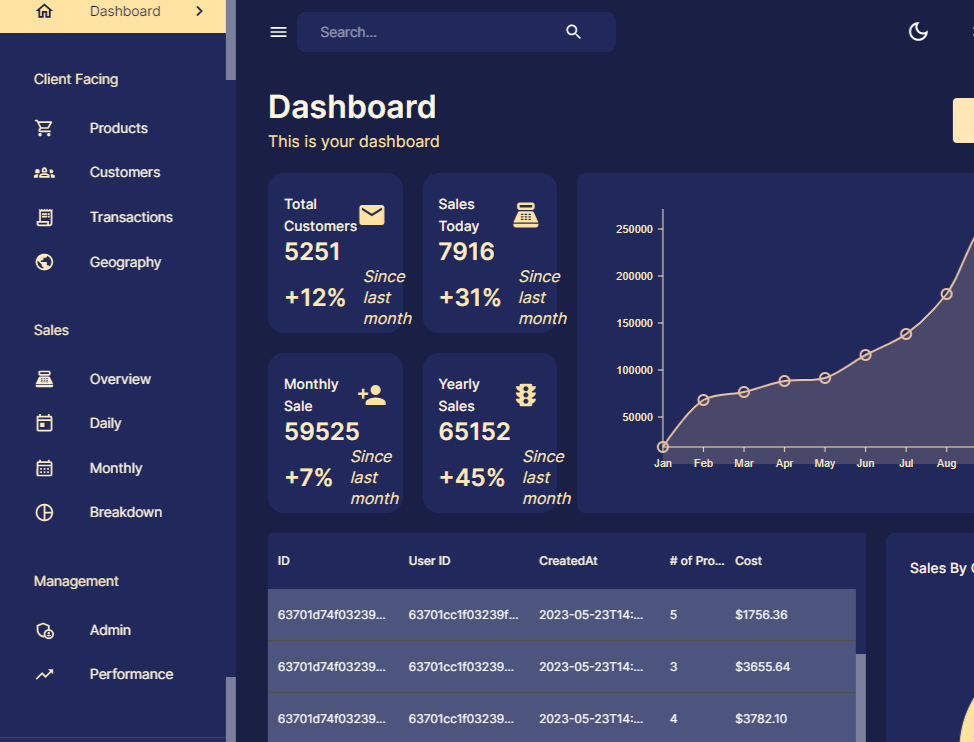 Dashboard
Client Facing
Products
Customers
Transactions
Geography
Sales
Overview
Daily
Monthly
Breakdown
Management
Admin
Performance
Search...
Dashboard
This is your dashboard
Total
Customers
5251
+12%
Since
last
month
Sales
Today
7916
+31%
Since
last
month
Monthly
Sale
59525
+7%
Since
last
month
Yearly
Sales
65152
+45%
Since
last
month
250000
200000
150000
100000
50000
Jan Feb Mar Apr May Jun Jul Aug
ID User ID CreatedAt # of Pro... Cost
63701d74f03239... 63701cc1f03239f... 2023-05-23T14:... 5 $1756.36
63701d74f03239... 63701cc1f03239... 2023-05-23T14:... 3 $3655.64
63701d74f03239... 63701cc1f03239... 2023-05-23T14:... 4 $3782.10
Sales By